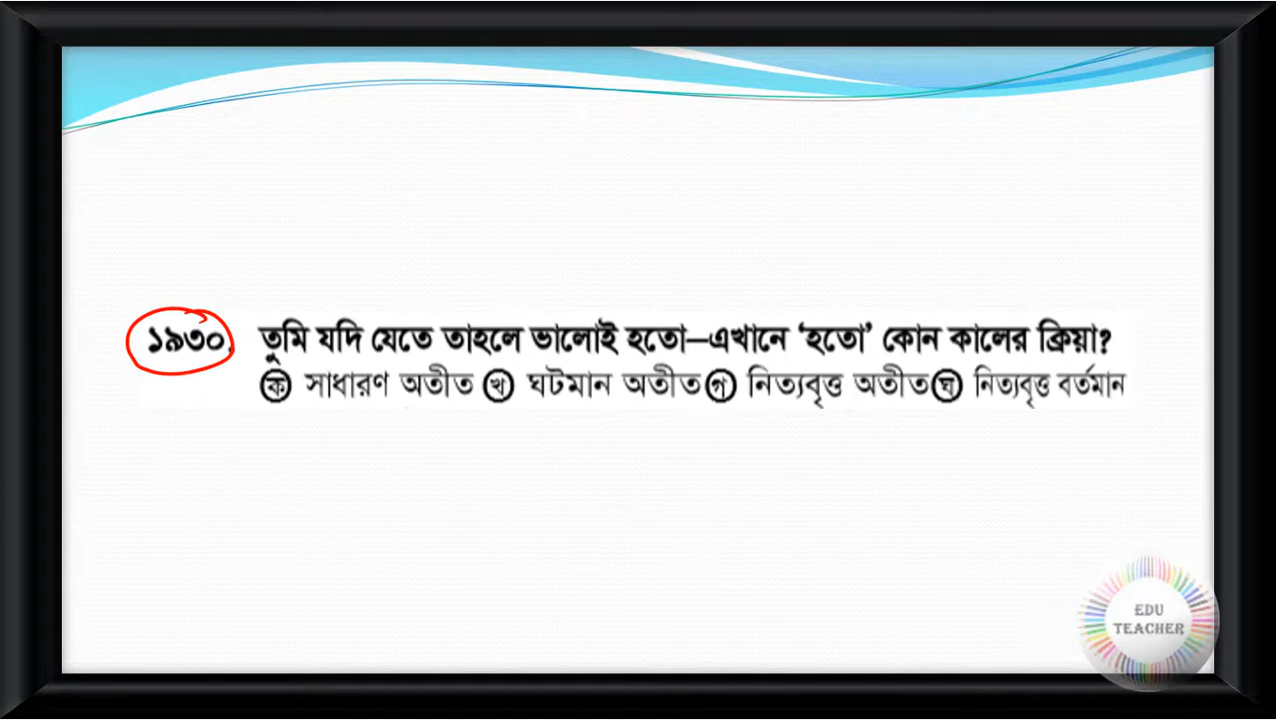 ১৯৩০. তুমি যদি যেতে তাহলে ভালোই হতো–এখানে ‘হতো’ কোন কালের ক্রিয়া?
ক সাধারণ অতীত খ ঘটমান অতীত গ নিত্যবৃত্ত অতীত ঘ নিত্যবৃত্ত বর্তমান
EDU
TEACHER